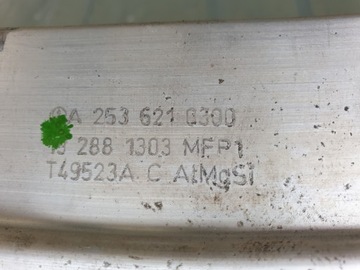 A 253 621 0300
288 1303 MFP1
T49523A C AlMgSi